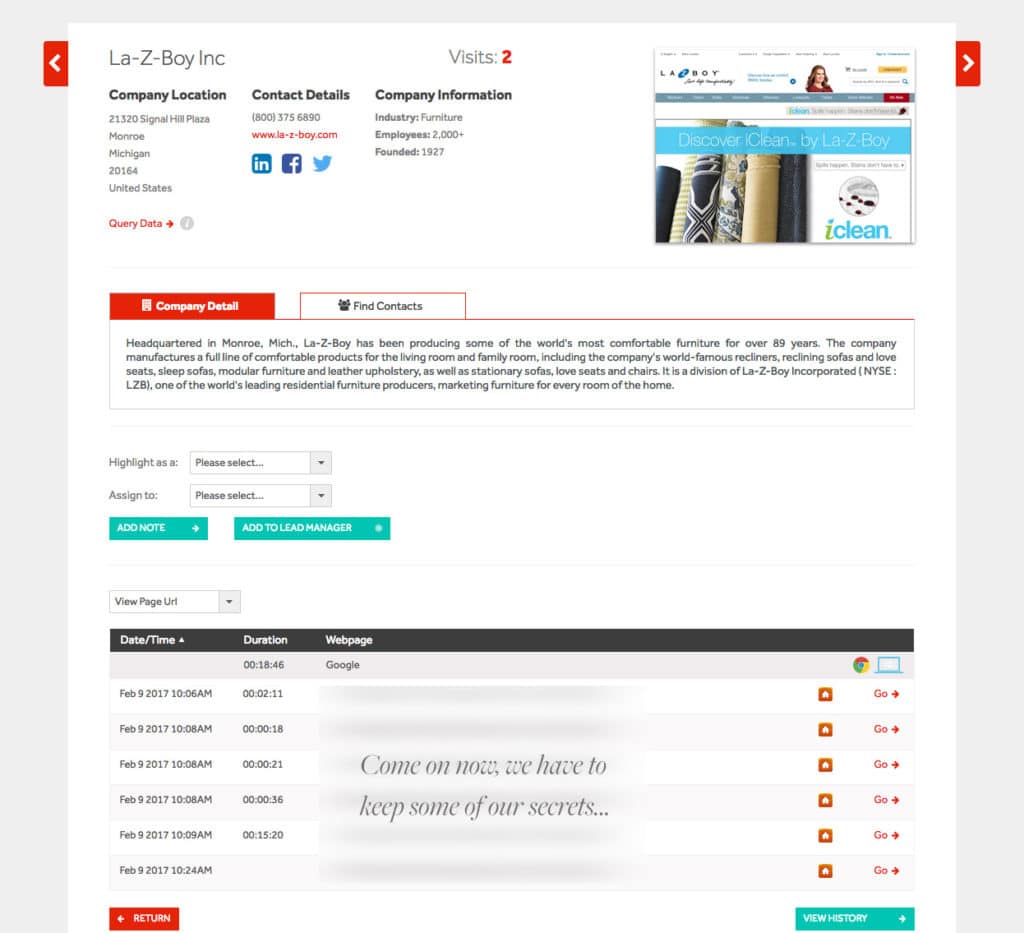 La-Z-Boy Inc
Visits: 2
Company Location
Contact Details
Company Information
21320 Signal Hill Plaza
Monroe
Michigan
20164
United States
(800) 375 6890
www.la-z-boy.com
Industry: Furniture
Employees: 2,000+
Founded: 1927
Query Data
LA Z BOY
Discover iClean by La-Z-Boy
Spills happen. Stains don't have to.
iclean
Company Detail
Find Contacts
Headquartered in Monroe, Mich., La-Z-Boy has been producing some of the world's most comfortable furniture for over 89 years. The company
manufactures a full line of comfortable products for the living room and family room, including the company's world-famous recliners, reclining sofas and love
seats, sleep sofas, modular furniture and leather upholstery, as well as stationary sofas, love seats and chairs. It is a division of La-Z-Boy Incorporated ( NYSE :
LZB), one of the world's leading residential furniture producers, marketing furniture for every room of the home.
Highlight as a: Please select...
Assign to: Please select...
ADD NOTE
ADD TO LEAD MANAGER
View Page Url
Date/Time Duration Webpage
00:18:46 Google
Feb 9 2017 10:06AM 00:02:11 Go
Feb 9 2017 10:08AM 00:00:18 Go
Feb 9 2017 10:08AM 00:00:21 Go
Feb 9 2017 10:08AM 00:00:36 Go
Feb 9 2017 10:09AM 00:15:20 Go
Feb 9 2017 10:24AM Go
Come on now, we have to
keep some of our secrets...
RETURN
VIEW HISTORY